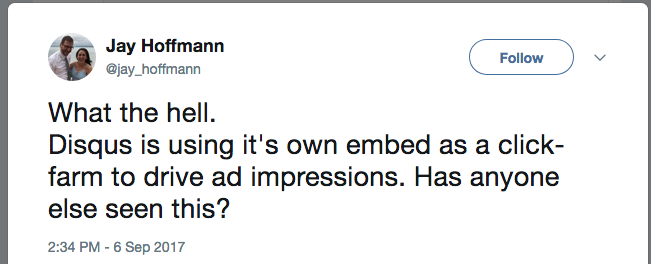 Jay Hoffmann
@jay_hoffmann
Follow
What the hell.
Disqus is using it's own embed as a click-
farm to drive ad impressions. Has anyone
else seen this?
2:34 PM - 6 Sep 2017